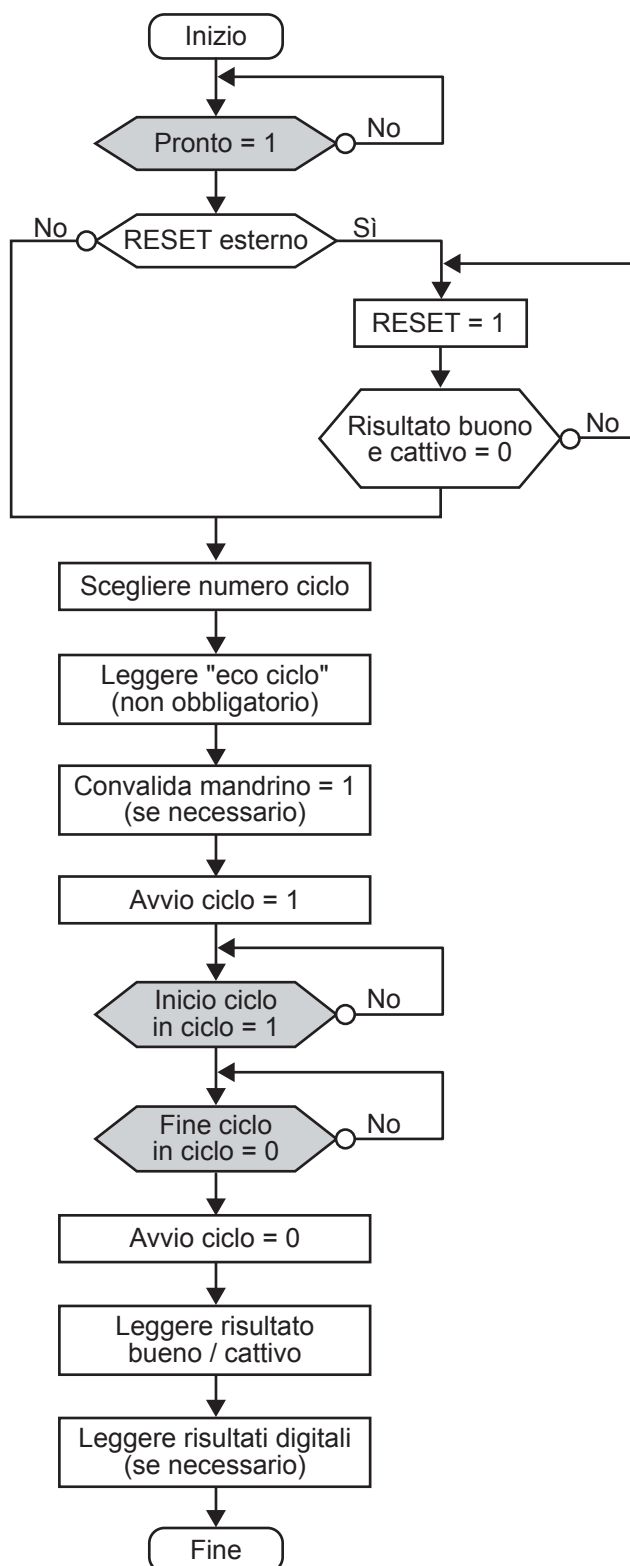 Inizio
No
Pronto = 1
No
RESET esterno
Sì
RESET = 1
Risultato buono
e cattivo = 0
No
Scegliere numero ciclo
Leggere "eco ciclo"
(non obbligatorio)
Convalida mandrino = 1
(se necessario)
Avvio ciclo = 1
Inicio ciclo
in ciclo = 1
No
Fine ciclo
in ciclo = 0
No
Avvio ciclo = 0
Leggere risultato
bueno / cattivo
Leggere risultati digitali
(se necessario)
Fine